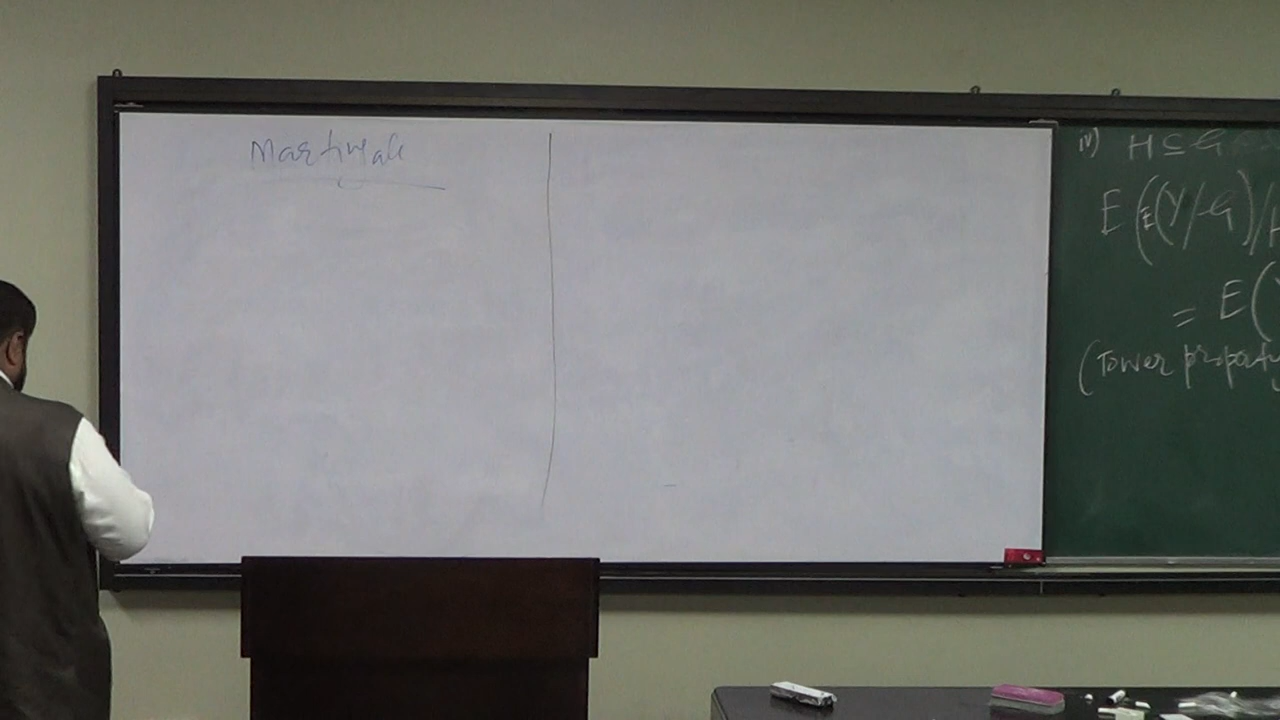 Martingale
iv) H ⊆ G
E(E(Y/G)/H
= E(Y
(Tower property